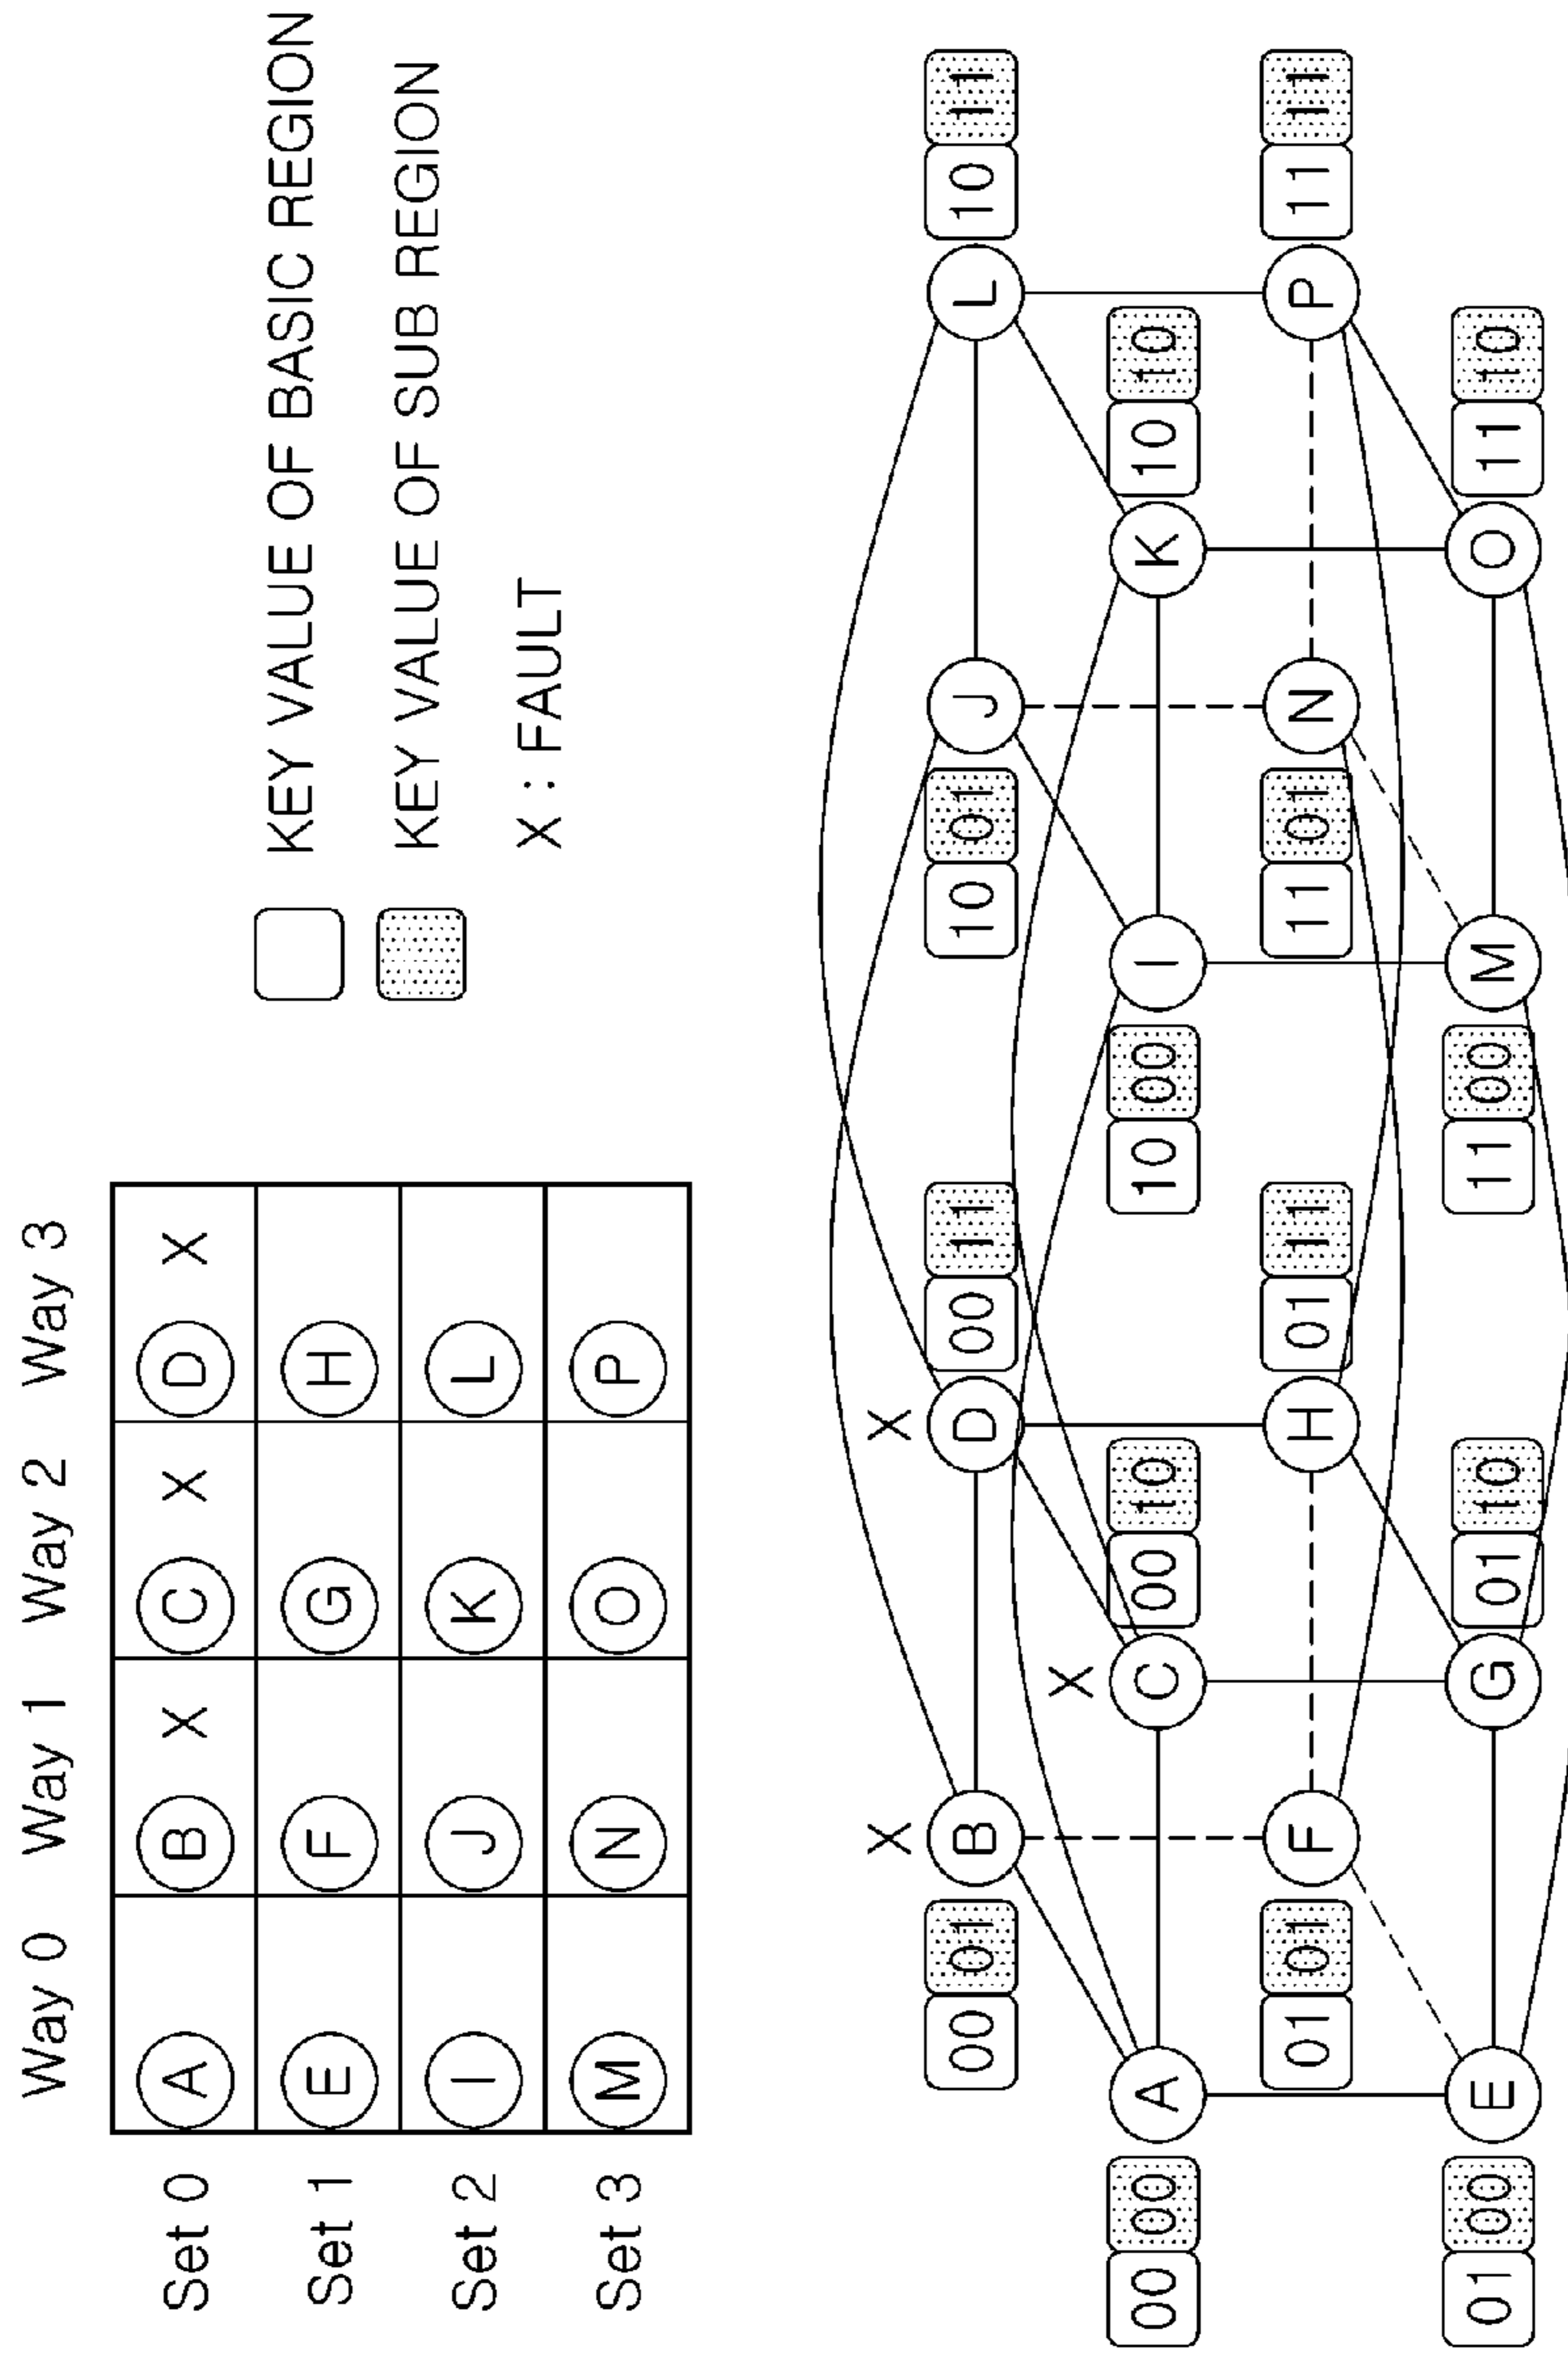 Way 0 Way 1 Way 2 Way 3
Set 0 A B X C X D X
Set 1 E F G H
Set 2 I J K L
Set 3 M N O P
KEY VALUE OF BASIC REGION
KEY VALUE OF SUB REGION
X : FAULT
X X
00 01 B D 00 11 10 01 J L 10 11
X
00 00 A C 00 10 10 00 I K 10 10
01 01 F H 01 11 11 01 N P 11 11
01 00 E G 01 10 11 00 M O 11 10